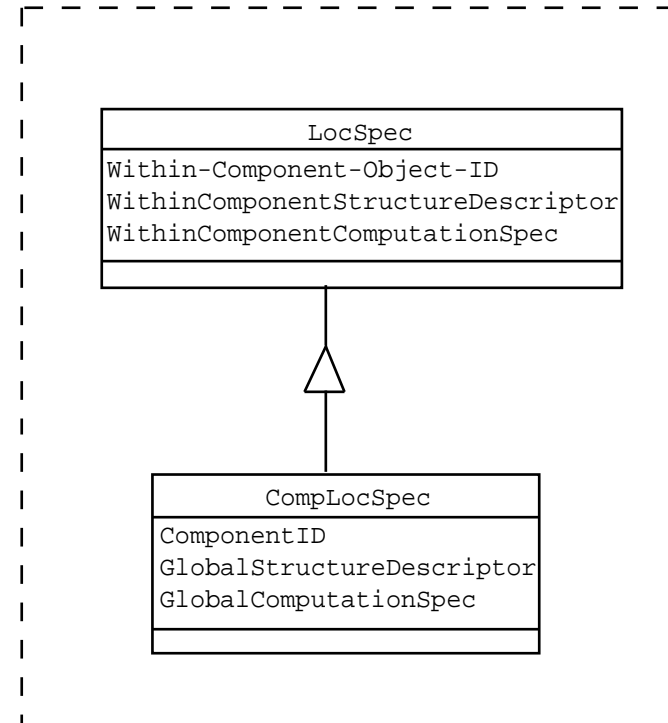 LocSpec
Within-Component-Object-ID
WithinComponentStructureDescriptor
WithinComponentComputationSpec
CompLocSpec
ComponentID
GlobalStructureDescriptor
GlobalComputationSpec